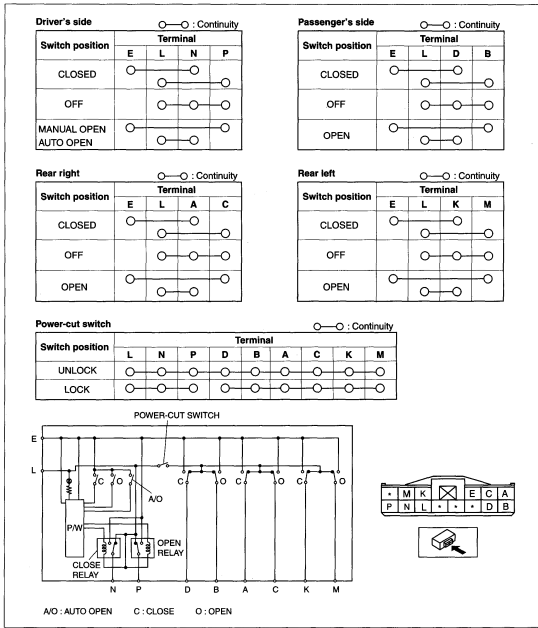 Driver's side
: Continuity
Switch position
Terminal
E L N P
CLOSED
OFF
MANUAL OPEN
AUTO OPEN
Passenger's side
: Continuity
Switch position
Terminal
E L D B
CLOSED
OFF
OPEN
Rear right
: Continuity
Switch position
Terminal
E L A C
CLOSED
OFF
OPEN
Rear left
: Continuity
Switch position
Terminal
E L K M
CLOSED
OFF
OPEN
Power-cut switch
: Continuity
Switch position
Terminal
L N P D B A C K M
UNLOCK
LOCK
POWER-CUT SWITCH
E
L
C O C O C O C O
A/O
P/W
OPEN
RELAY
CLOSE
RELAY
N P D B A C K M
* M K E C A
P N L * * * D B
A/O : AUTO OPEN C : CLOSE O : OPEN